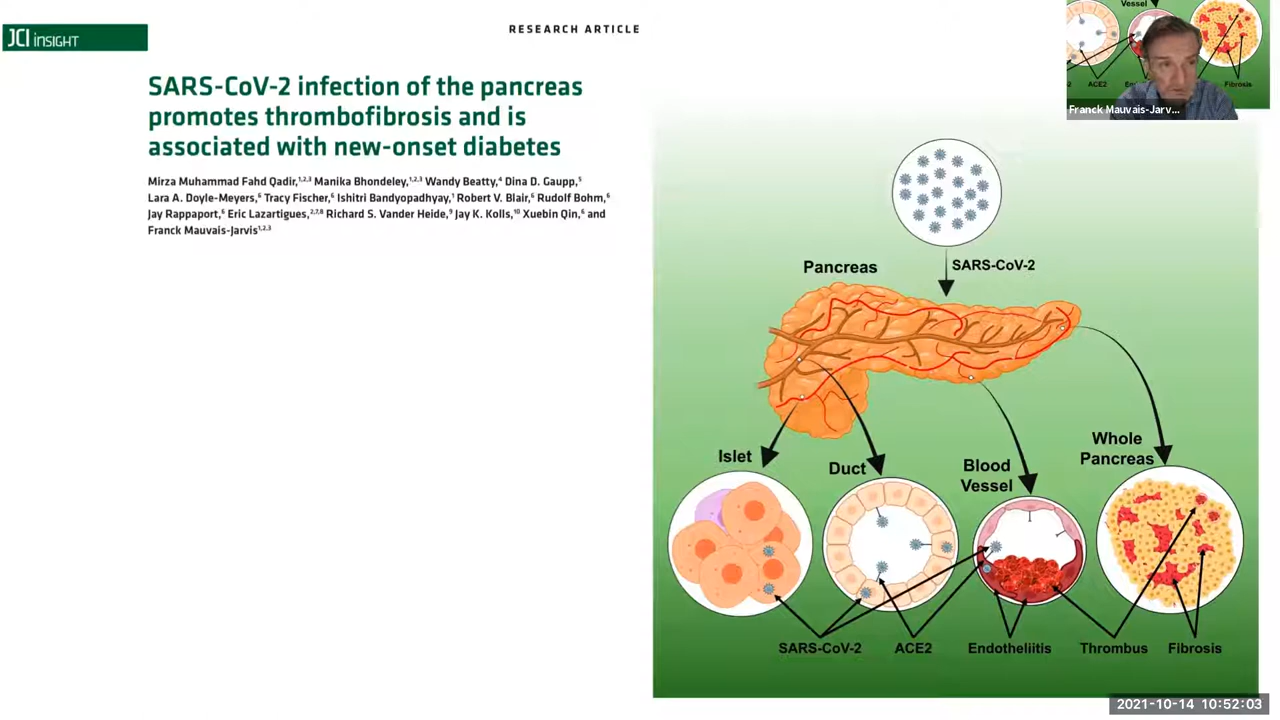 JCI INSIGHT
RESEARCH ARTICLE
SARS-CoV-2 infection of the pancreas
promotes thrombofibrosis and is
associated with new-onset diabetes
Mirza Muhammad Fahd Qadir,1,2,3 Manika Bhondeley,1,2,3 Wandy Beatty,4 Dina D. Gaupp,5
Lara A. Doyle-Meyers,6 Tracy Fischer,6 Ishitri Bandyopadhyay,1 Robert V. Blair,6 Rudolf Bohm,6
Jay Rappaport,6 Eric Lazartigues,2,7,8 Richard S. Vander Heide,9 Jay K. Kolls,10 Xuebin Qin,6 and
Franck Mauvais-Jarvis1,2,3
Vessel
ACE2
Fibrosis
Franck Mauvais-Jarv...
SARS-CoV-2
Pancreas
Islet
Duct
Blood
Vessel
Whole
Pancreas
SARS-CoV-2
ACE2
Endotheliitis
Thrombus
Fibrosis
2021-10-14 10:52:03